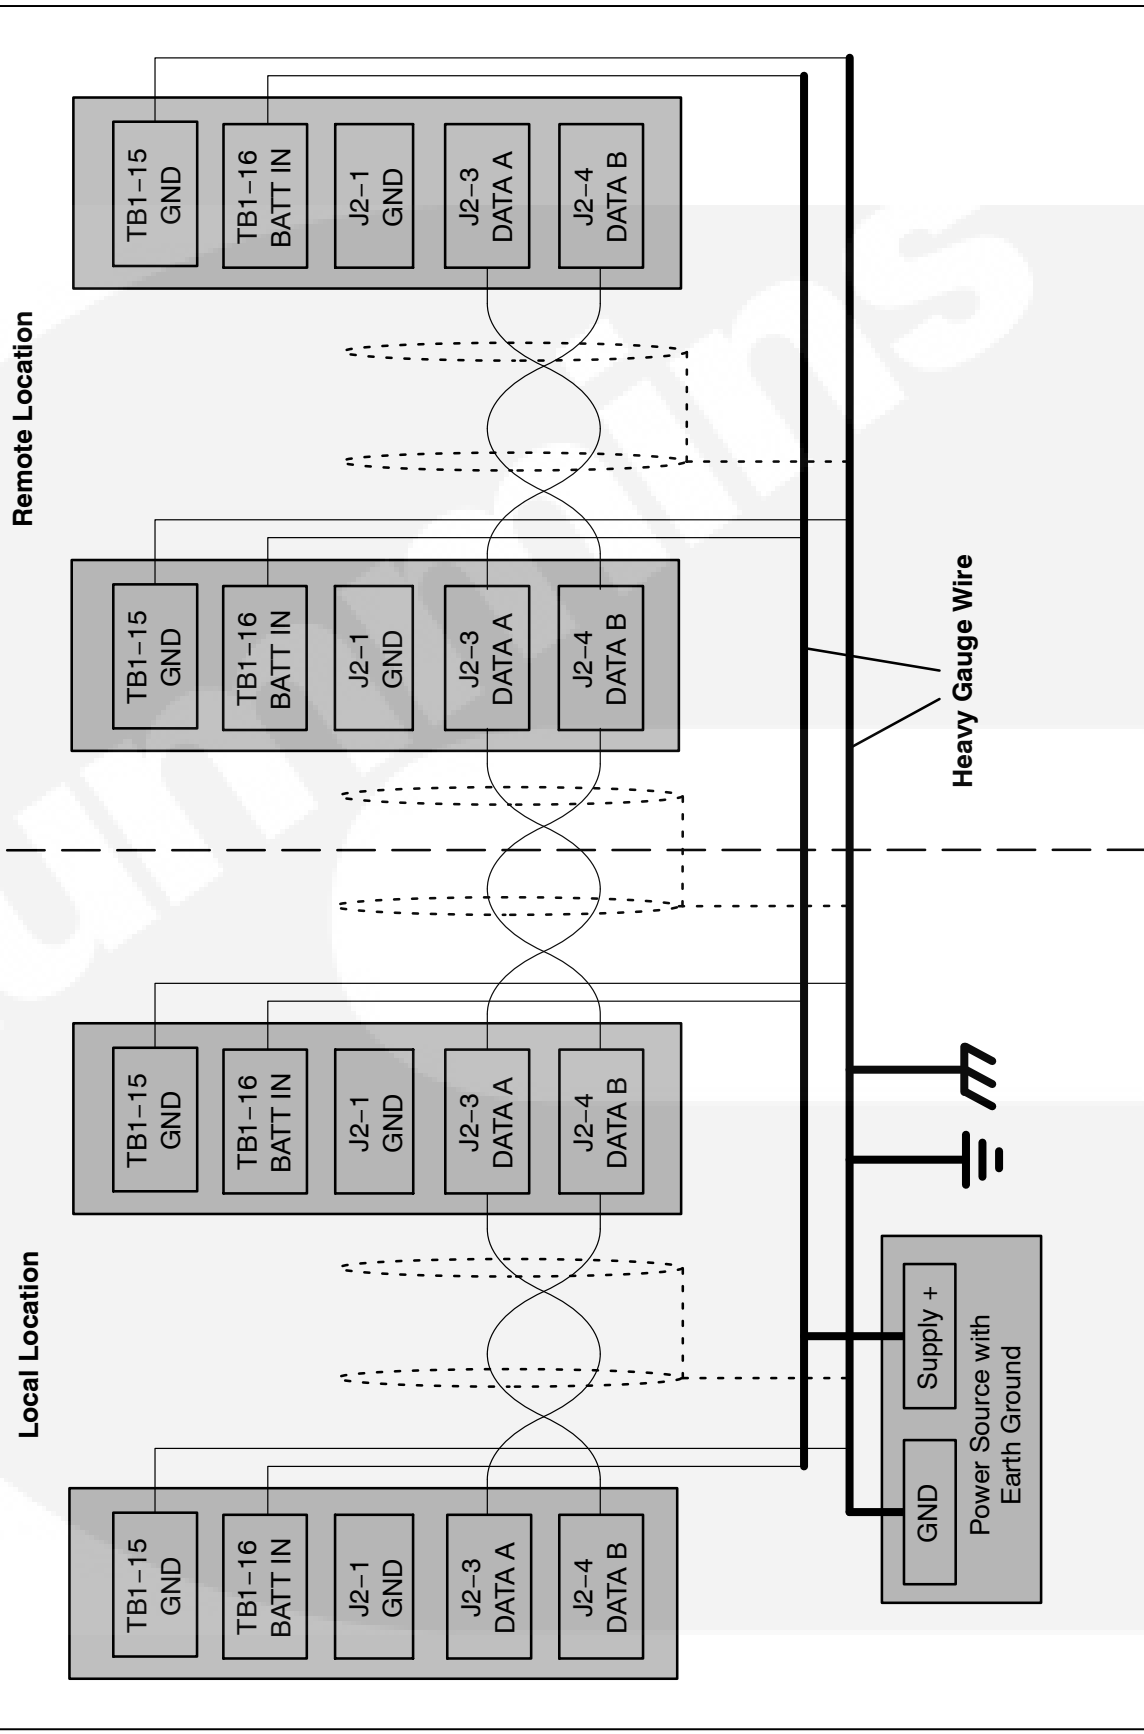 Local Location
Remote Location
TB1−15
GND
TB1−16
BATT IN
J2−1
GND
J2−3
DATA A
J2−4
DATA B
TB1−15
GND
TB1−16
BATT IN
J2−1
GND
J2−3
DATA A
J2−4
DATA B
TB1−15
GND
TB1−16
BATT IN
J2−1
GND
J2−3
DATA A
J2−4
DATA B
TB1−15
GND
TB1−16
BATT IN
J2−1
GND
J2−3
DATA A
J2−4
DATA B
GND
Supply +
Power Source with
Earth Ground
Heavy Gauge Wire
ummins